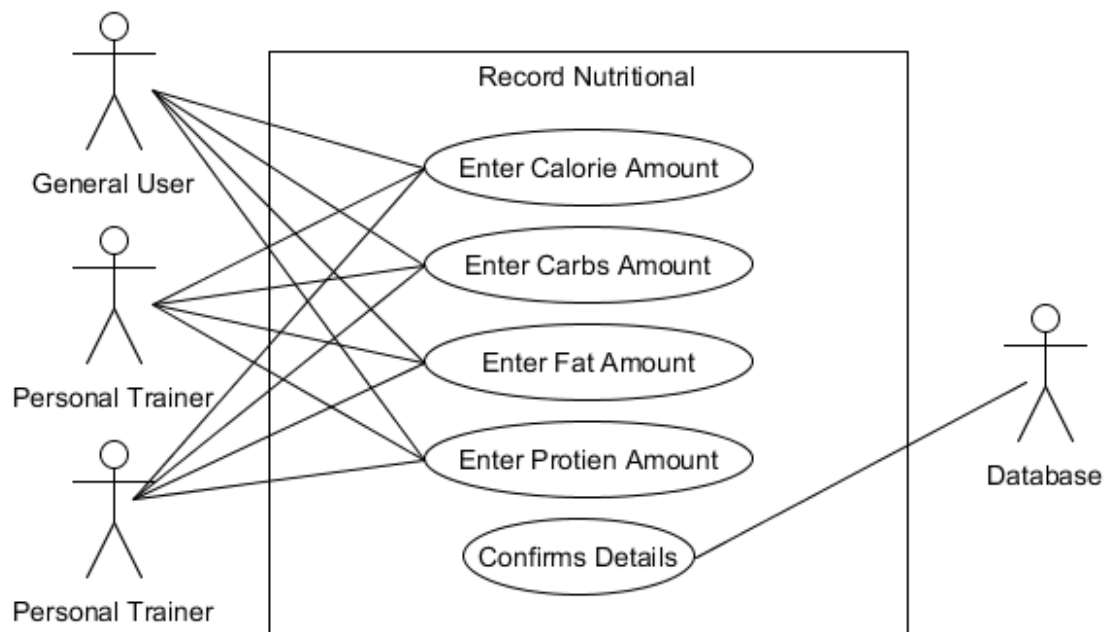 Record Nutritional
General User
Enter Calorie Amount
Enter Carbs Amount
Personal Trainer
Enter Fat Amount
Enter Protien Amount
Database
Confirms Details
Personal Trainer